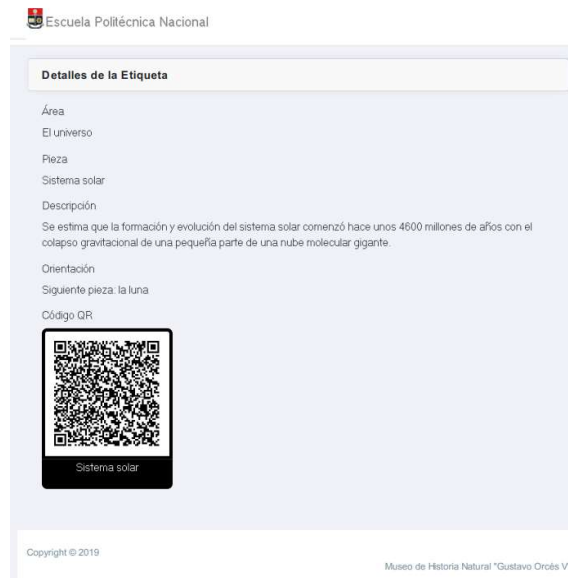 Escuela Politécnica Nacional
Detalles de la Etiqueta
Área
El universo
Pieza
Sistema solar
Descripción
Se estima que la formación y evolución del sistema solar comenzó hace unos 4600 millones de años con el
colapso gravitacional de una pequeña parte de una nube molecular gigante.
Orientación
Siguiente pieza: la luna
Código QR
Sistema solar
Copyright © 2019
Museo de Historia Natural "Gustavo Orcés V